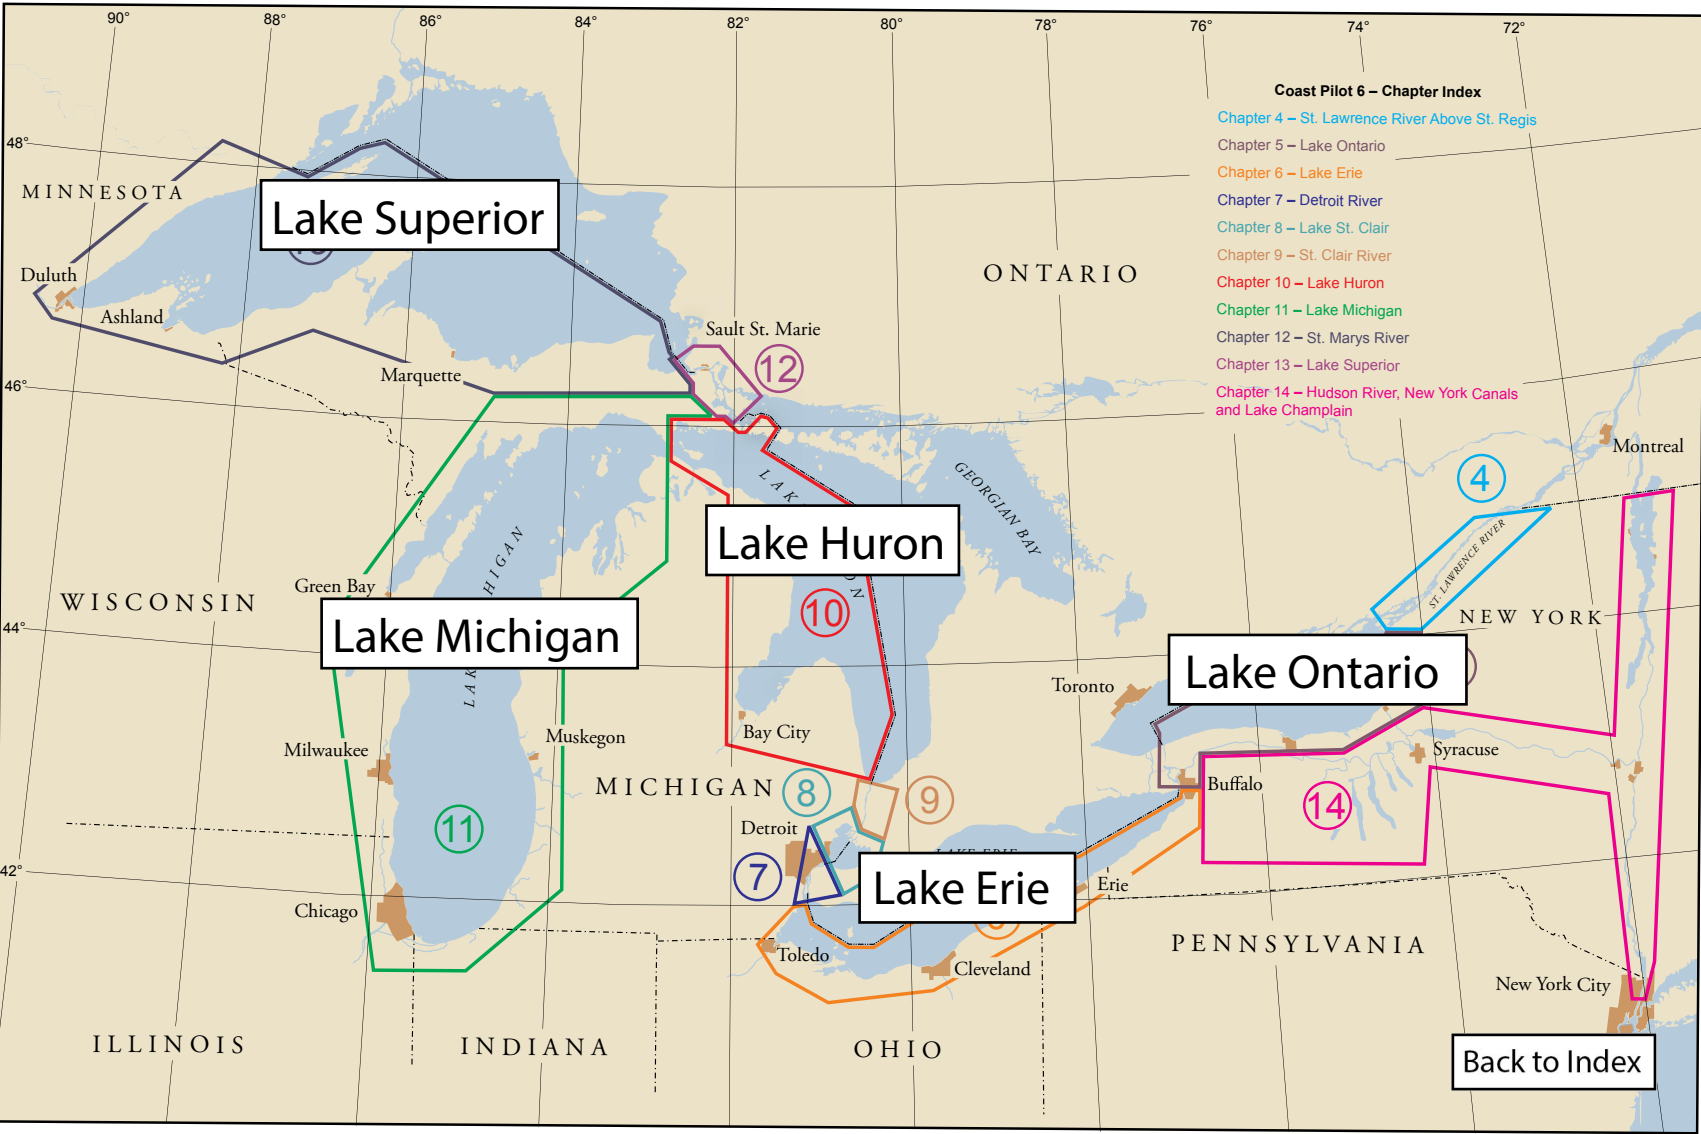 90° 88° 86° 84° 82° 80° 78° 76° 74° 72°
Coast Pilot 6 – Chapter Index
Chapter 4 – St. Lawrence River Above St. Regis
Chapter 5 – Lake Ontario
Chapter 6 – Lake Erie
Chapter 7 – Detroit River
Chapter 8 – Lake St. Clair
Chapter 9 – St. Clair River
Chapter 10 – Lake Huron
Chapter 11 – Lake Michigan
Chapter 12 – St. Marys River
Chapter 13 – Lake Superior
Chapter 14 – Hudson River, New York Canals
and Lake Champlain
48°
MINNESOTA
Lake Superior
Duluth
ONTARIO
Ashland
Sault St. Marie
12
Marquette
46°
Montreal
GEORGIAN BAY
LAK
4
HIGAN
Lake Huron
ST. LAWRENCE RIVER
ON
Green Bay
WISCONSIN
10
NEW YORK
44°
Lake Michigan
LAK
Lake Ontario
Toronto
Bay City
Muskegon
Milwaukee
Syracuse
MICHIGAN
8
9
Buffalo
14
11
Detroit
LAKE ERIE
42°
7
Lake Erie
Erie
Chicago
PENNSYLVANIA
Toledo
Cleveland
New York City
ILLINOIS
INDIANA
OHIO
Back to Index